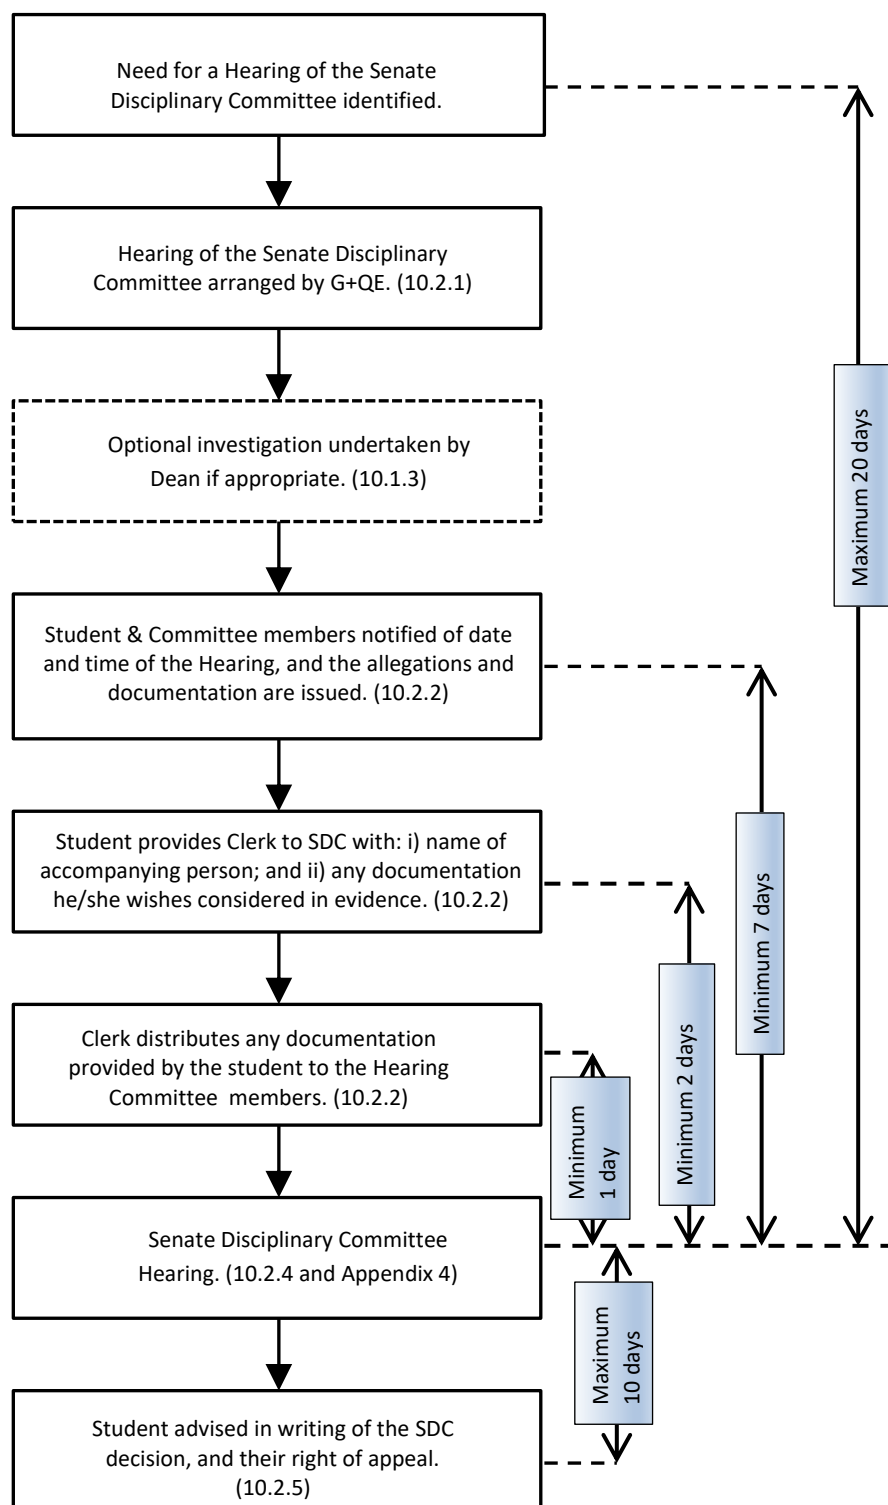 Need for a Hearing of the Senate
Disciplinary Committee identified.
Hearing of the Senate Disciplinary
Committee arranged by G+QE. (10.2.1)
Optional investigation undertaken by
Dean if appropriate. (10.1.3)
Maximum 20 days
Student & Committee members notified of date
and time of the Hearing, and the allegations and
documentation are issued. (10.2.2)
Student provides Clerk to SDC with: i) name of
accompanying person; and ii) any documentation
he/she wishes considered in evidence. (10.2.2)
Minimum 7 days
Minimum 2 days
Clerk distributes any documentation
provided by the student to the Hearing
Committee members. (10.2.2)
Minimum
1 day
Senate Disciplinary Committee
Hearing. (10.2.4 and Appendix 4)
Maximum
10 days
Student advised in writing of the SDC
decision, and their right of appeal.
(10.2.5)